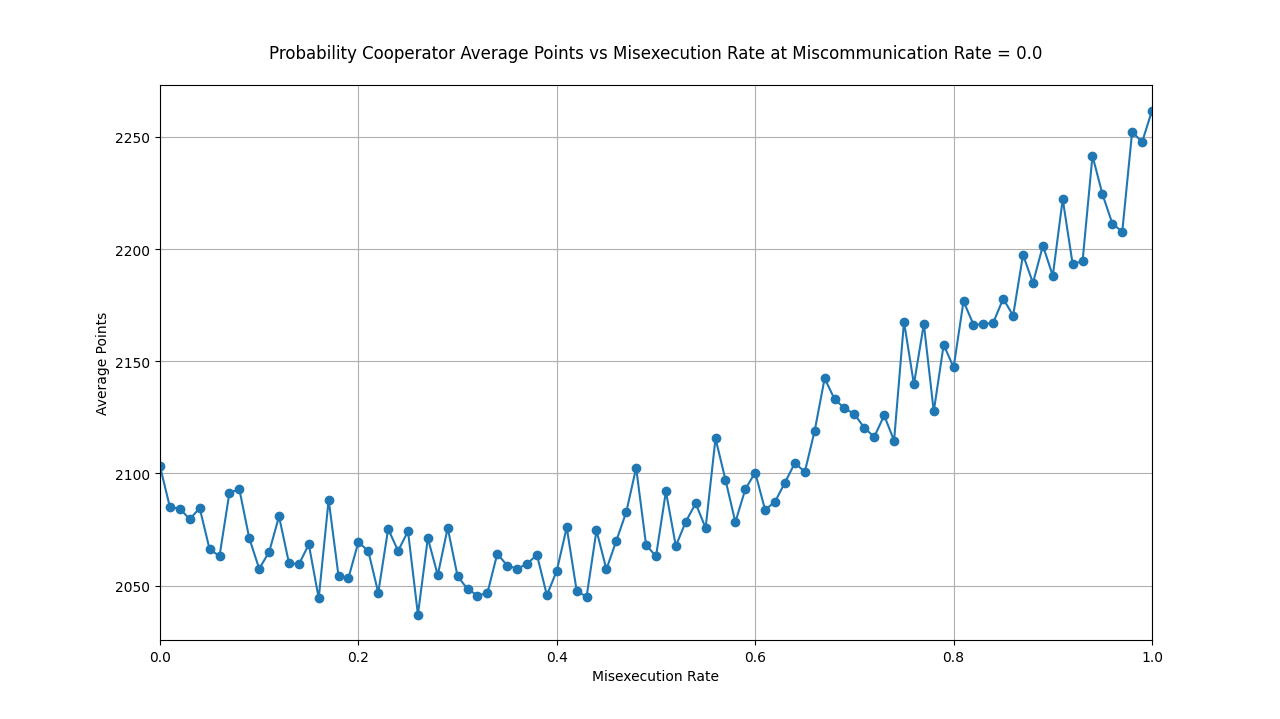 Probability Cooperator Average Points vs Misexecution Rate at Miscommunication Rate = 0.0
2250
2200
2150
2100
2050
Average Points
0.0 0.2 0.4 0.6 0.8 1.0
Misexecution Rate